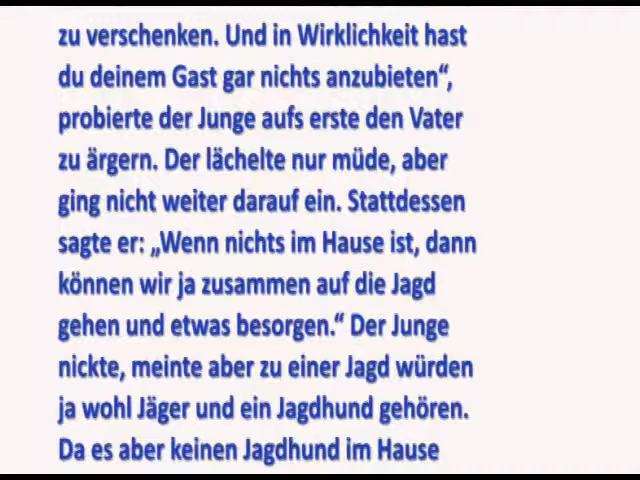 zu verschenken. Und in Wirklichkeit hast
du deinem Gast gar nichts anzubieten“,
probierte der Junge aufs erste den Vater
zu ärgern. Der lächelte nur müde, aber
ging nicht weiter darauf ein. Stattdessen
sagte er: „Wenn nichts im Hause ist, dann
können wir ja zusammen auf die Jagd
gehen und etwas besorgen.“ Der Junge
nickte, meinte aber zu einer Jagd würden
ja wohl Jäger und ein Jagdhund gehören.
Da es aber keinen Jagdhund im Hause